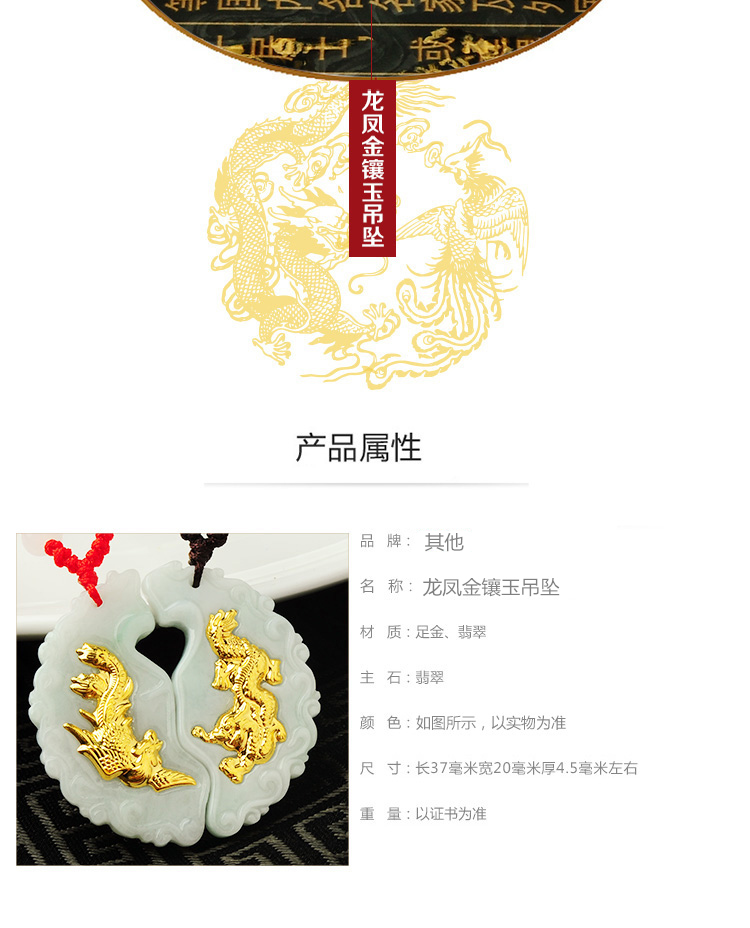 龙凤金镶玉吊坠
产品属性
品 牌： 其他
名 称： 龙凤金镶玉吊坠
材 质：足金、翡翠
主 石：翡翠
颜 色：如图所示，以实物为准
尺 寸：长37毫米宽20毫米厚4.5毫米左右
重 量：以证书为准